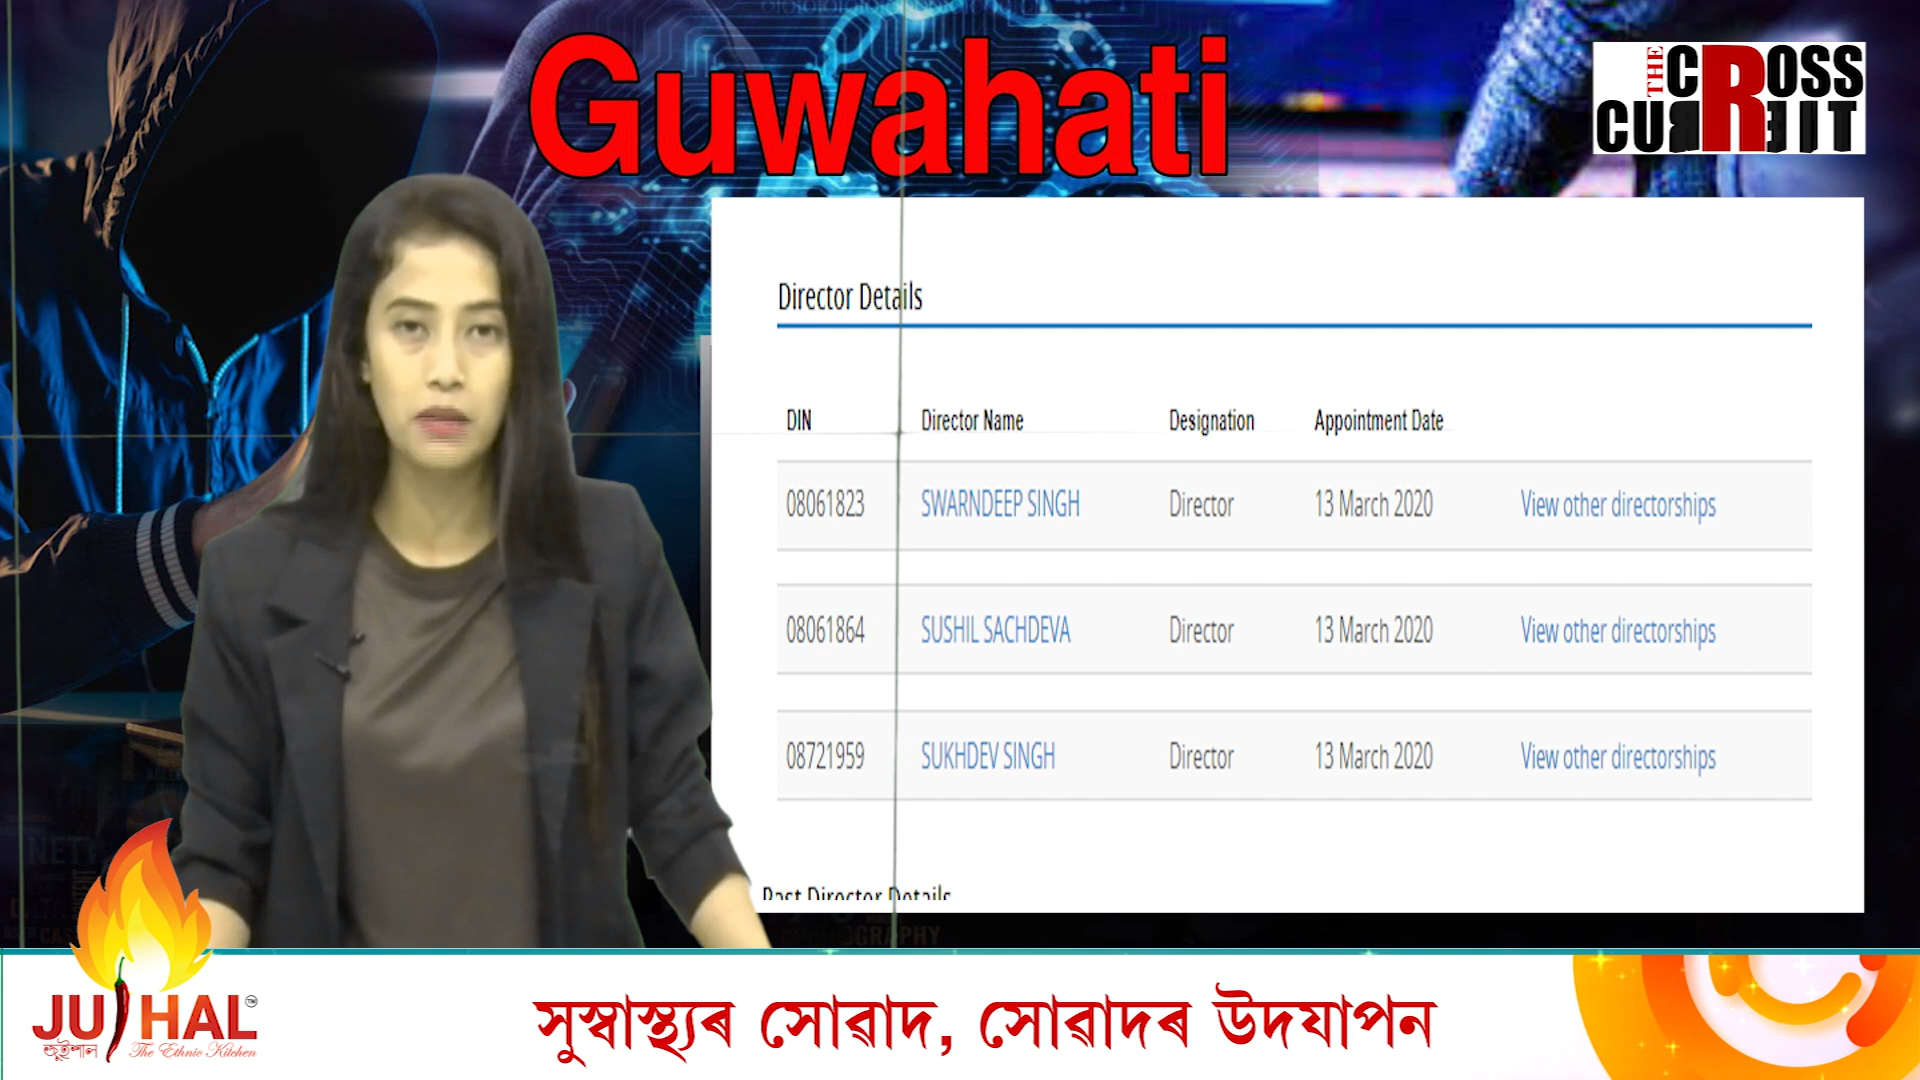 Guwahati
THE CROSS
CURRENT
Director Details
DIN Director Name Designation Appointment Date
08061823 SWARNDEEP SINGH Director 13 March 2020 View other directorships
08061864 SUSHIL SACHDEVA Director 13 March 2020 View other directorships
08721959 SUKHDEV SINGH Director 13 March 2020 View other directorships
Past Director Details
JUIHAL™
জুইশাল The Ethnic Kitchen
সুস্বাস্থ্যৰ সোৱাদ, সোৱাদৰ উদযাপন